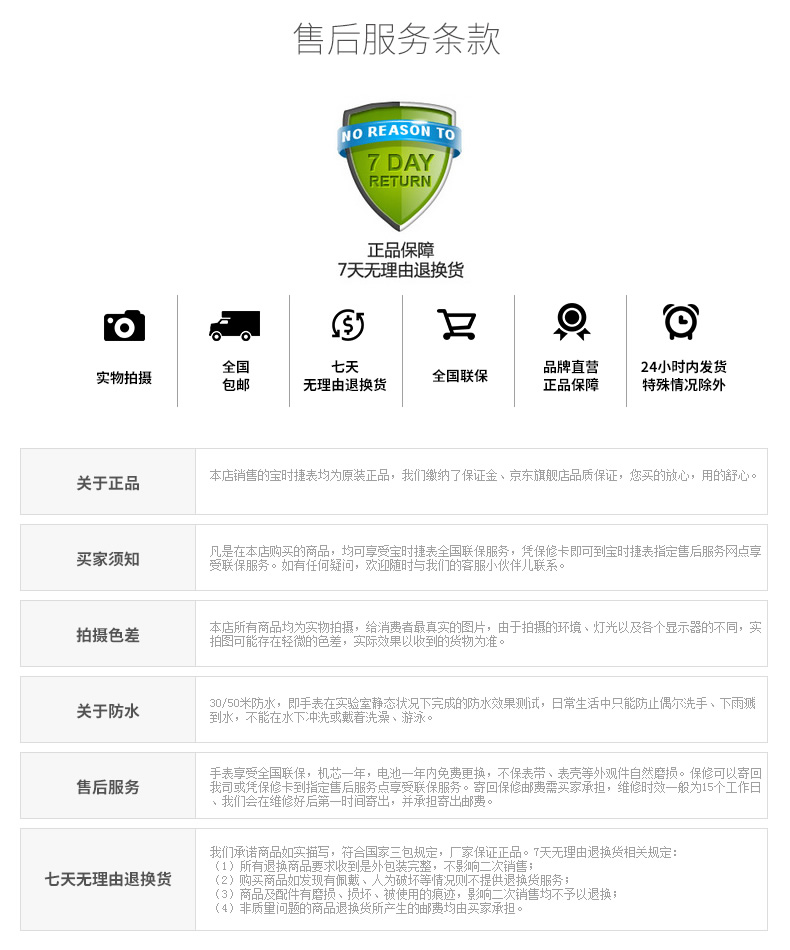 售后服务条款
NO REASON TO
7 DAY
RETURN
正品保障
7天无理由退换货
实物拍摄
全国
包邮
七天
无理由退换货
全国联保
品牌直营
正品保障
24小时内发货
特殊情况除外
关于正品
本店销售的宝时捷表均为原装正品，我们缴纳了保证金、京东旗舰店品质保证，您买的放心，用的舒心。
买家须知
凡是在本店购买的商品，均可享受宝时捷表全国联保服务，凭保修卡即可到宝时捷表指定售后服务网点享
受联保服务。如有任何疑问，欢迎随时与我们的客服小伙伴儿联系。
拍摄色差
本店所有商品均为实物拍摄，给消费者最真实的图片，由于拍摄的环境、灯光以及各个显示器的不同，实
拍图可能存在轻微的色差，实际效果以收到的货物为准。
关于防水
30/50米防水，即手表在实验室静态状况下完成的防水效果测试，日常生活中只能防止偶尔洗手、下雨溅
到水，不能在水下冲洗或戴着洗澡、游泳。
售后服务
手表享受全国联保，机芯一年，电池一年内免费更换，不保表带、表壳等外观件自然磨损。保修可以寄回
我司或凭保修卡到指定售后服务点享受联保服务。寄回保修邮费需买家承担，维修时效一般为15个工作日
、我们会在维修好后第一时间寄出，并承担寄出邮费。
七天无理由退换货
我们承诺商品如实描写，符合国家三包规定，厂家保证正品。7天无理由退换货相关规定：
（1）所有退换商品要求收到是外包装完整，不影响二次销售；
（2）购买商品如发现有佩戴、人为破坏等情况则不提供退换货服务；
（3）商品及配件有磨损、损坏、被使用的痕迹，影响二次销售均不予以退换；
（4）非质量问题的商品退换货所产生的邮费均由买家承担。